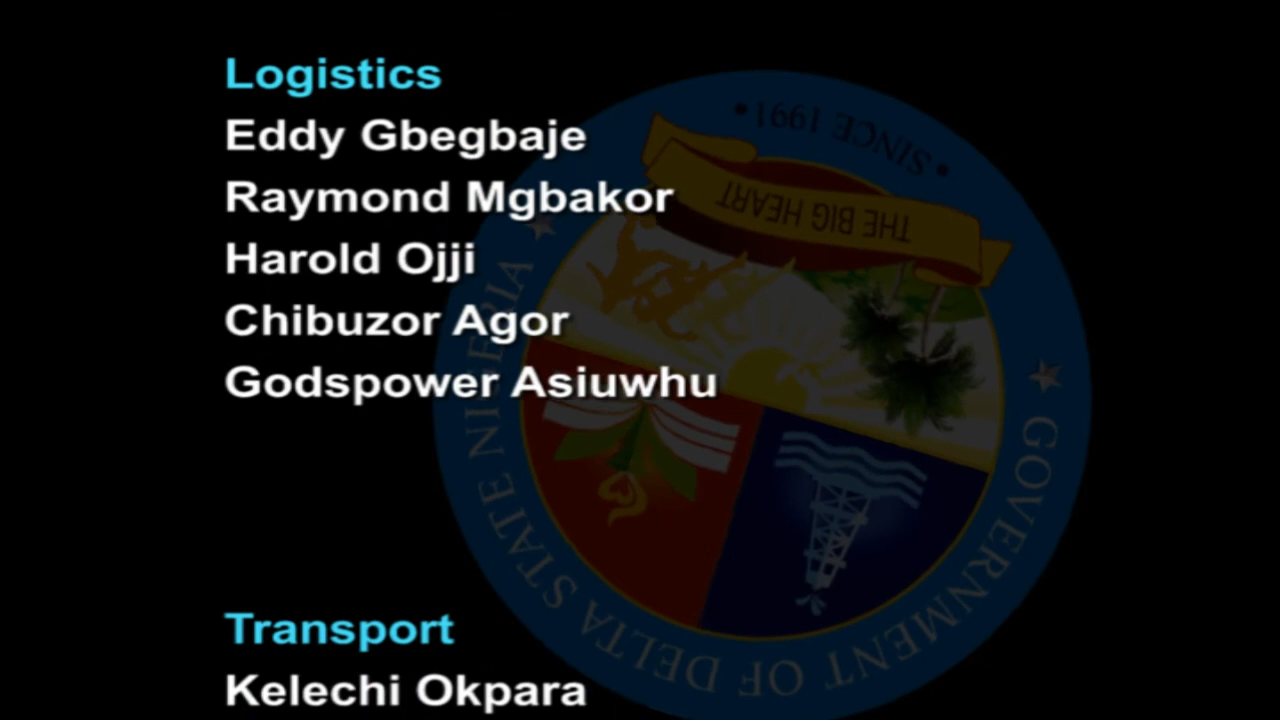 Logistics
Eddy Gbegbaje
Raymond Mgbakor
Harold Ojji
Chibuzor Agor
Godspower Asiuwhu
Transport
Kelechi Okpara
GOVERNMENT OF DELTA STATE NIGERIA
• SINCE 1991 •
THE BIG HEART